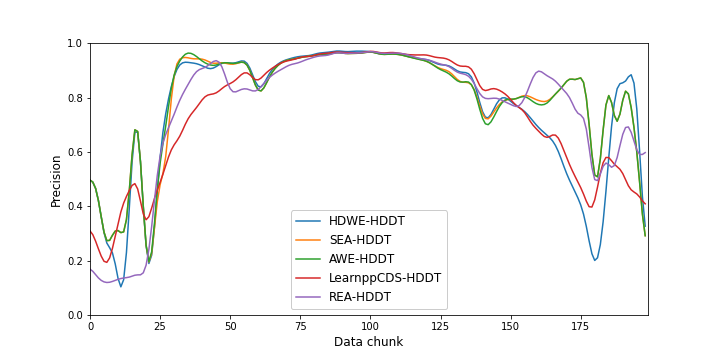 1.0
0.8
0.6
0.4
0.2
0.0
Precision
HDWE-HDDT
SEA-HDDT
AWE-HDDT
LearnppCDS-HDDT
REA-HDDT
0 25 50 75 100 125 150 175
Data chunk